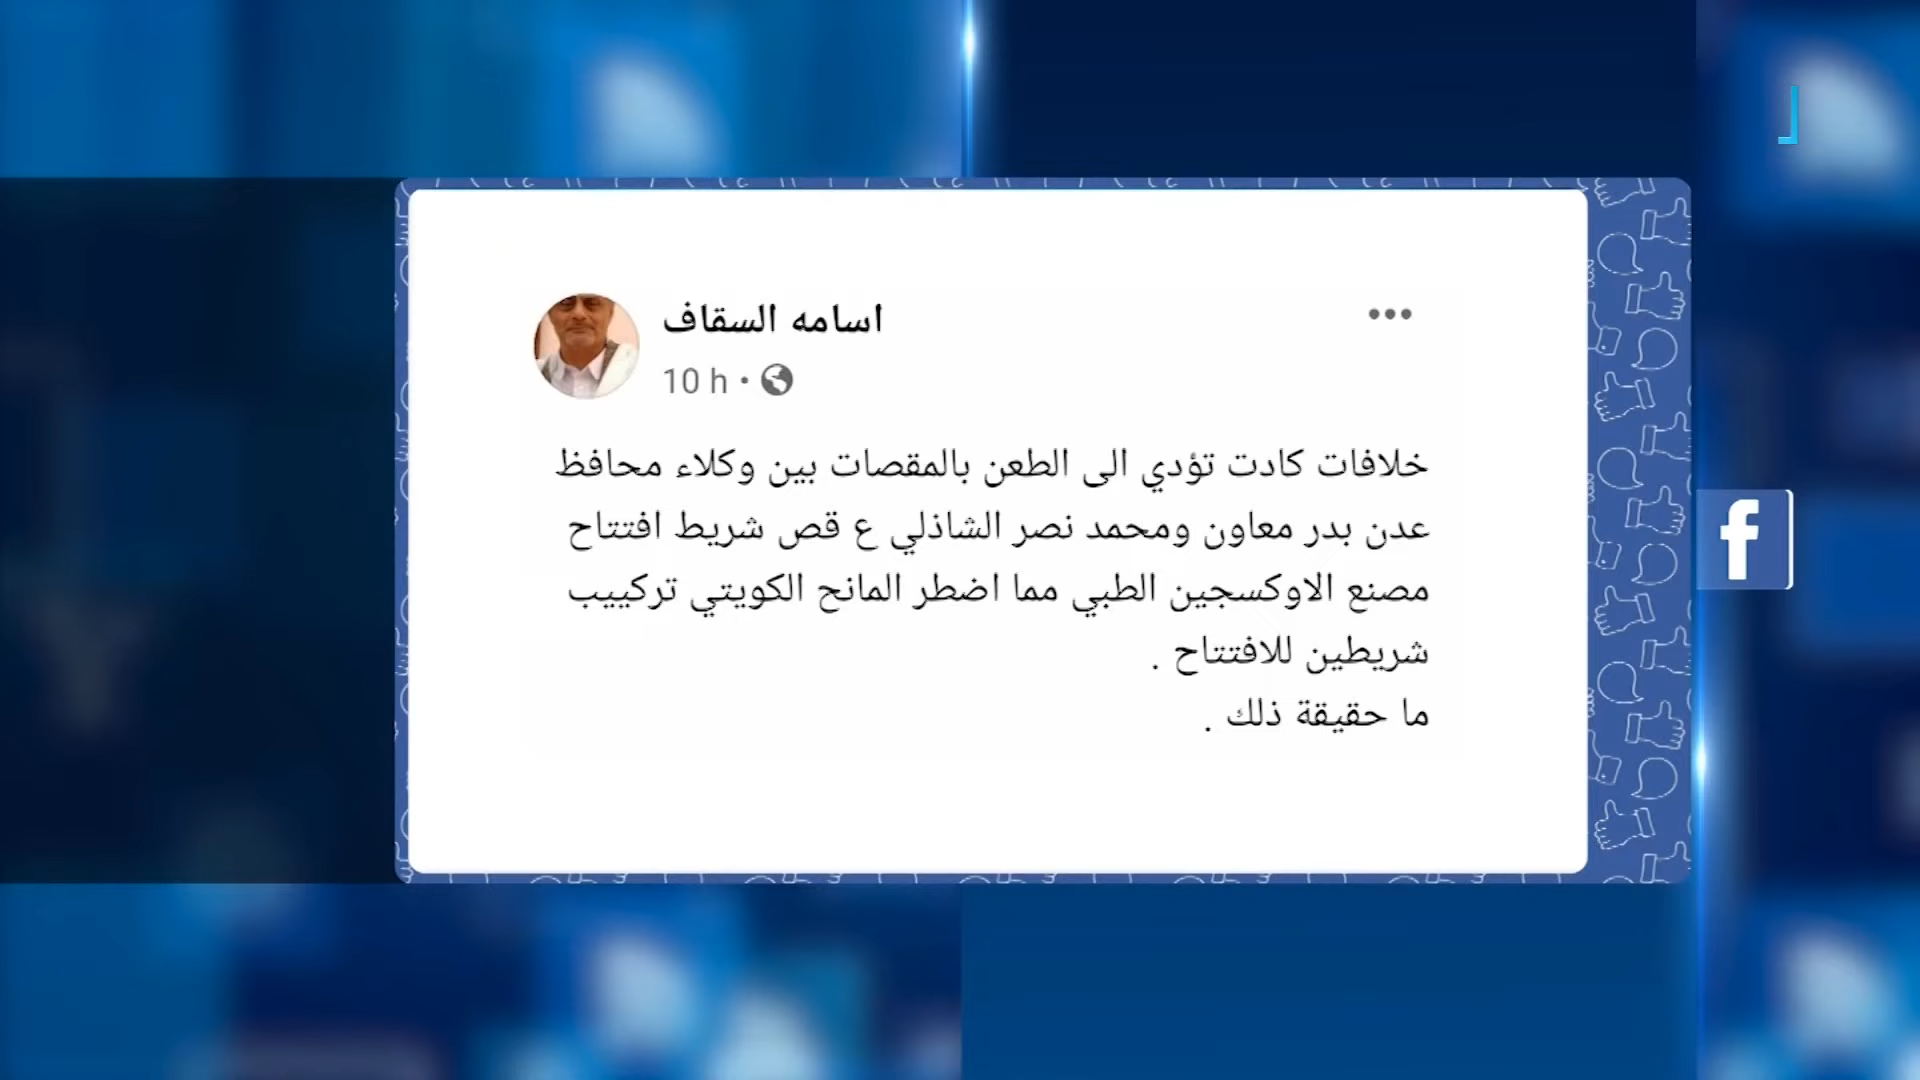 اسامه السقاف
10 h ·
خلافات كادت تؤدي الى الطعن بالمقصات بين وكلاء محافظ
عدن بدر معاون ومحمد نصر الشاذلي ع قص شريط افتتاح
مصنع الاوكسجين الطبي مما اضطر المانح الكويتي تركييب
شريطين للافتتاح .
ما حقيقة ذلك .
f